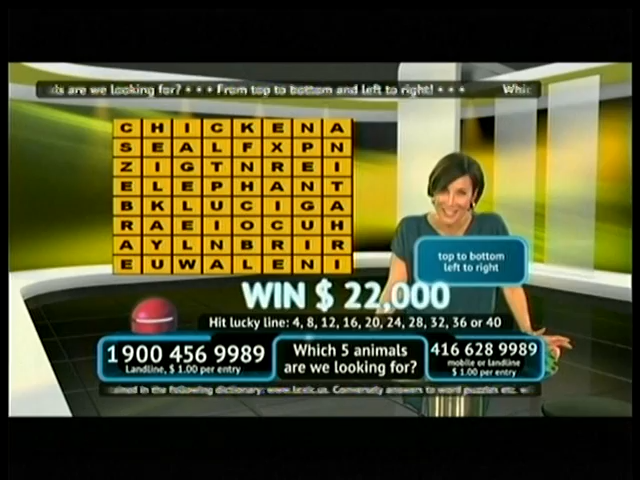 ls are we looking for? * * * From top to bottom and left to right! * * * Whic
C H I C K E N A
S E A L F X P N
Z I G T N R E I
E L E P H A N T
B K L U C I G A
R A E I O C U H
A Y L N B R I R
E U W A L E N I
top to bottom
left to right
WIN $ 22,000
Hit lucky line: 4, 8, 12, 16, 20, 24, 28, 32, 36 or 40
1 900 456 9989
Landline, $ 1.00 per entry
Which 5 animals
are we looking for?
416 628 9989
mobile or landline
$ 1.00 per entry
ained in the following dictionary: www.lexic.us. Conversely answers to word puzzles etc. w